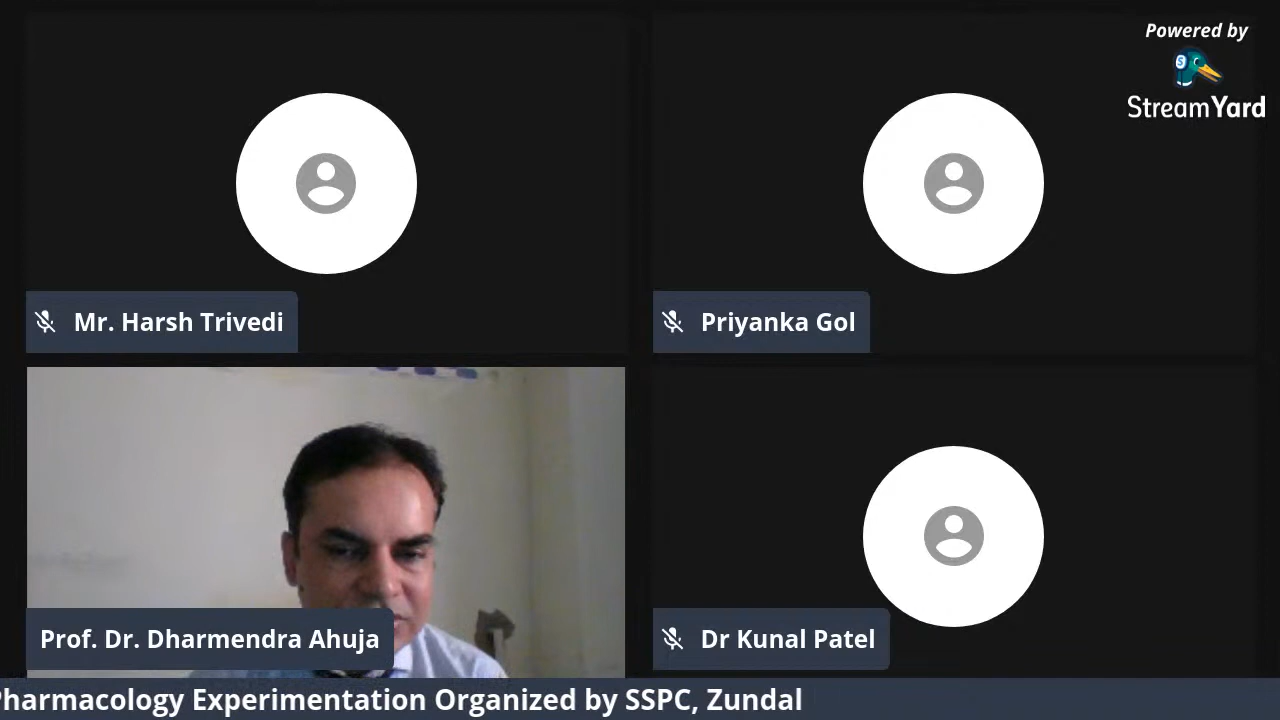 Powered by
StreamYard
Mr. Harsh Trivedi
Priyanka Gol
Prof. Dr. Dharmendra Ahuja
Dr Kunal Patel
Pharmacology Experimentation Organized by SSPC, Zundal